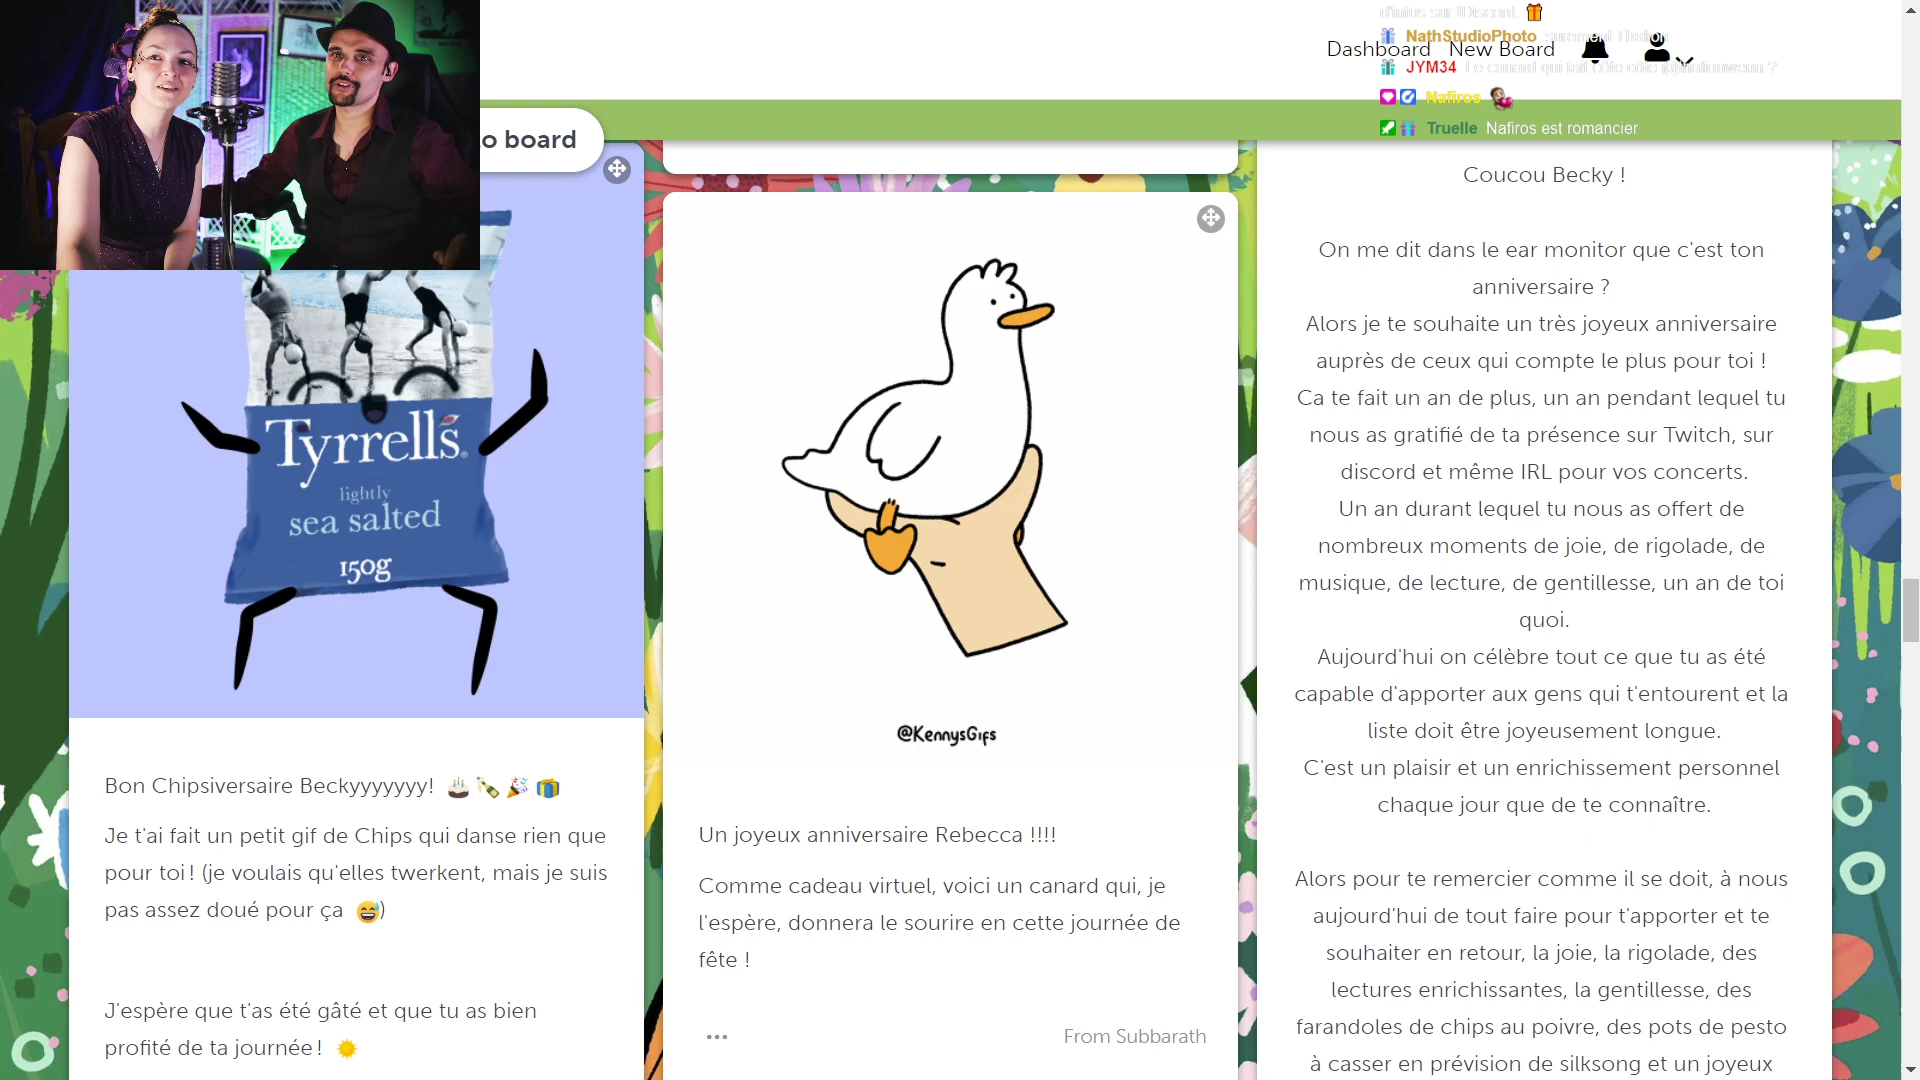 Dashboard New Board
NathStudioPhoto
JYM34 Le canard qui fait côte côte
Nafiros
Truelle Nafiros est romancier
o board
Tyrrell's
lightly
sea salted
150g
Bon Chipsiversaire Beckyyyyyyy!
Je t'ai fait un petit gif de Chips qui danse rien que
pour toi! (je voulais qu'elles twerkent, mais je suis
pas assez doué pour ça 😅)
J'espère que t'as été gâté et que tu as bien
profité de ta journée!
@KennysGifs
Un joyeux anniversaire Rebecca !!!!
Comme cadeau virtuel, voici un canard qui, je
l'espère, donnera le sourire en cette journée de
fête !
From Subbarath
Coucou Becky !
On me dit dans le ear monitor que c'est ton
anniversaire ?
Alors je te souhaite un très joyeux anniversaire
auprès de ceux qui compte le plus pour toi !
Ca te fait un an de plus, un an pendant lequel tu
nous as gratifié de ta présence sur Twitch, sur
discord et même IRL pour vos concerts.
Un an durant lequel tu nous as offert de
nombreux moments de joie, de rigolade, de
musique, de lecture, de gentillesse, un an de toi
quoi.
Aujourd'hui on célèbre tout ce que tu as été
capable d'apporter aux gens qui t'entourent et la
liste doit être joyeusement longue.
C'est un plaisir et un enrichissement personnel
chaque jour que de te connaître.
Alors pour te remercier comme il se doit, à nous
aujourd'hui de tout faire pour t'apporter et te
souhaiter en retour, la joie, la rigolade, des
lectures enrichissantes, la gentillesse, des
farandoles de chips au poivre, des pots de pesto
à casser en prévision de silksong et un joyeux